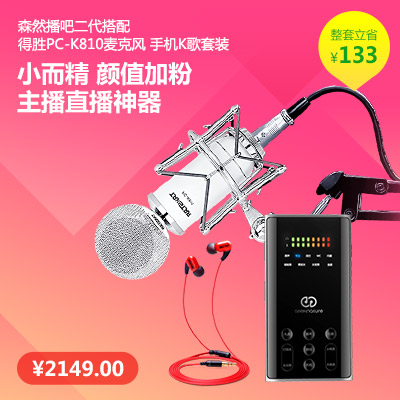 森然播吧二代搭配
得胜PC-K810麦克风 手机K歌套装
小而精 颜值加粉
主播直播神器
整套立省
¥133
¥2149.00